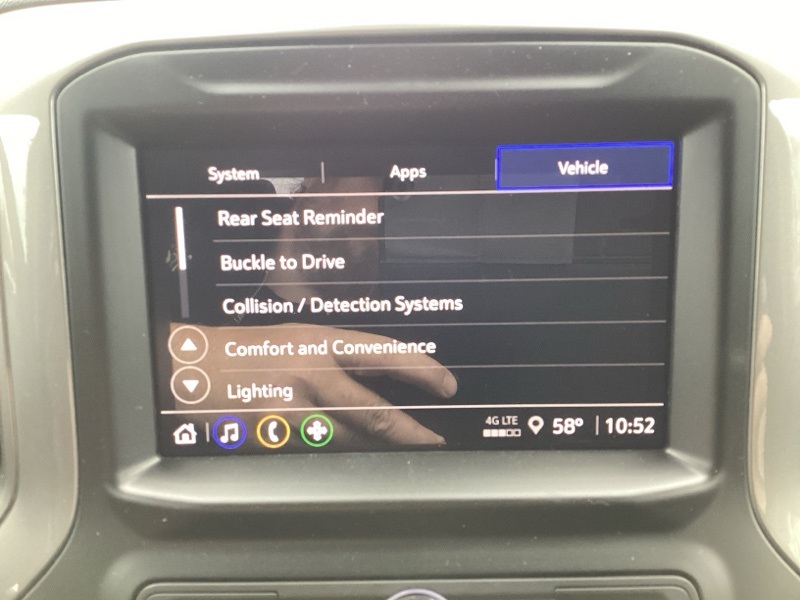 System | Apps | Vehicle
Rear Seat Reminder
Buckle to Drive
Collision / Detection Systems
Comfort and Convenience
Lighting
4G LTE 58° | 10:52